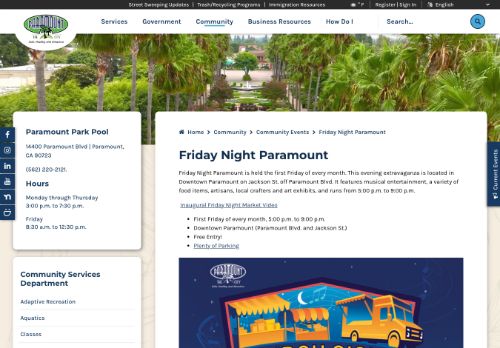 Street Sweeping Updates | Trash/Recycling Programs | Immigration Resources
° F
Register | Sign In
English
PARAMOUNT
Services
Government
Community
Business Resources
How Do I
Search...
Paramount Park Pool
14400 Paramount Blvd | Paramount,
CA 90723
(562) 220-2121.
Hours
Monday through Thursday
3:00 p.m. to 7:30 p.m.
Friday
8:30 a.m. to 12:30 p.m.
Community Services
Department
Adaptive Recreation
Aquatics
Classes
Home > Community > Community Events > Friday Night Paramount
Friday Night Paramount
Friday Night Paramount is held the first Friday of every month. This evening extravaganza is located in
Downtown Paramount on Jackson St. off Paramount Blvd. It features musical entertainment, a variety of
food items, artisans, local crafters and art exhibits, and runs from 5:00 p.m. to 9:00 p.m.
Inaugural Friday Night Market Video
First Friday of every month, 5:00 p.m. to 9:00 p.m.
Downtown Paramount (Paramount Blvd. and Jackson St.)
Free Entry!
Plenty of Parking
PARAMOUNT
Current Events